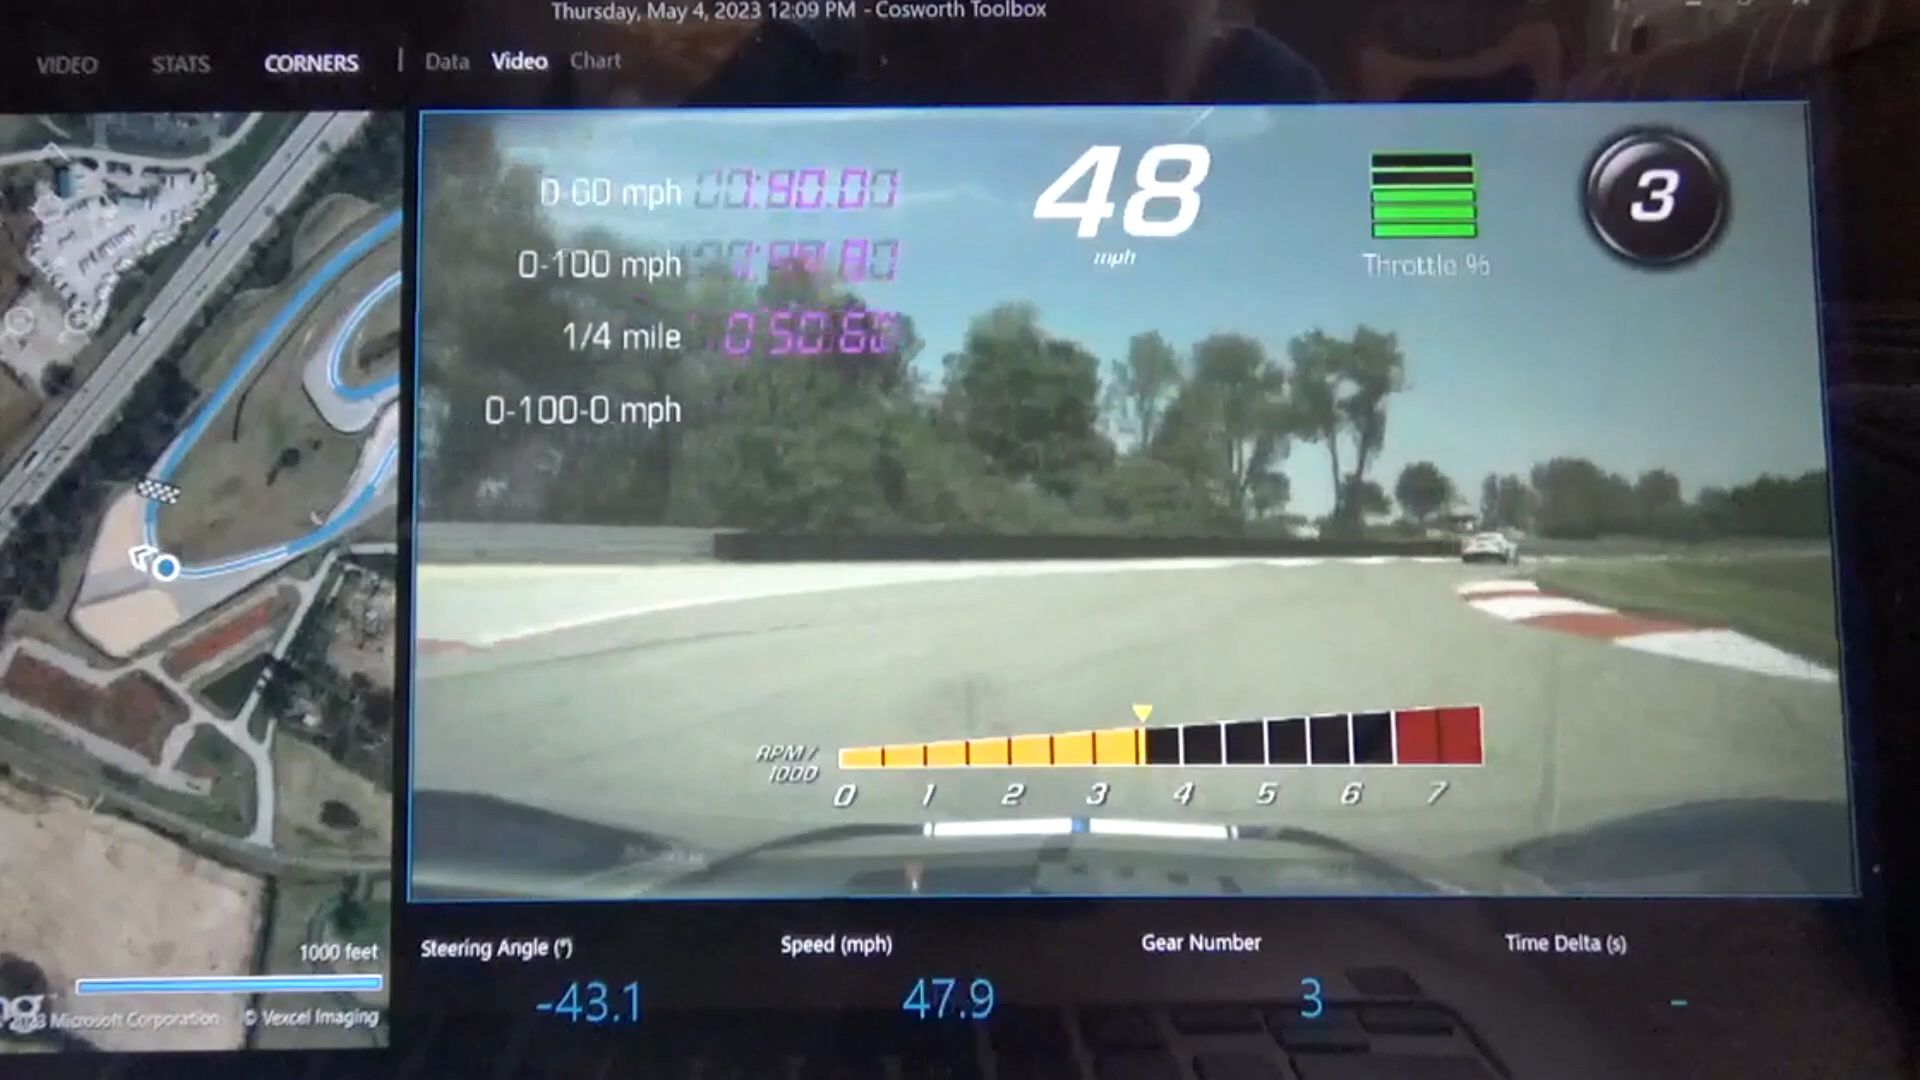 Thursday, May 4, 2023 12:09 PM - Cosworth Toolbox
VIDEO STATS CORNERS | Data Video Chart
0-60 mph
48
mph
Throttle %
3
0-100 mph
1/4 mile 0:50.60
0-100-0 mph
RPM/
1000
0 1 2 3 4 5 6 7
1000 feet
Microsoft Corporation © Vexcel Imaging
Steering Angle (°) Speed (mph) Gear Number Time Delta (s)
-43.1 47.9 3 -